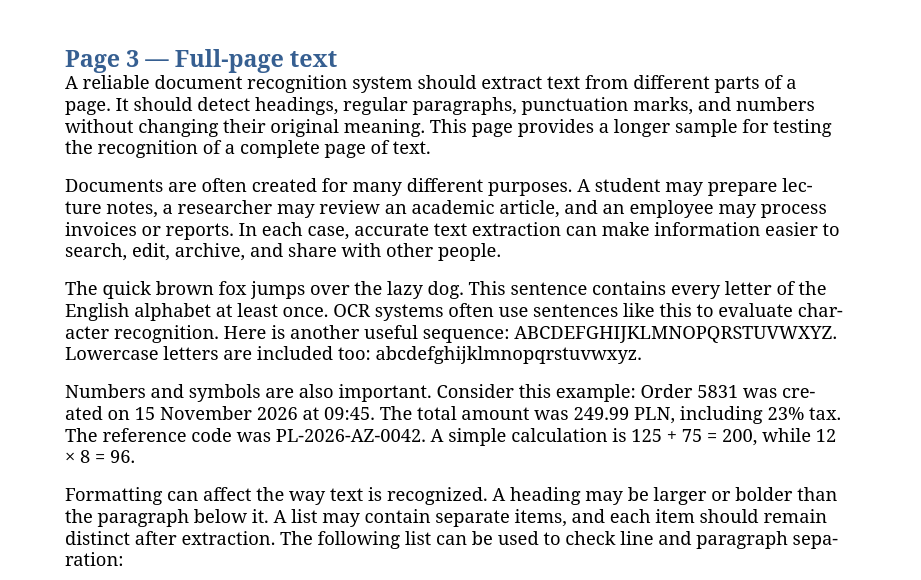 Page 3 — Full-page text
A reliable document recognition system should extract text from different parts of a
page. It should detect headings, regular paragraphs, punctuation marks, and numbers
without changing their original meaning. This page provides a longer sample for testing
the recognition of a complete page of text.
Documents are often created for many different purposes. A student may prepare lec-
ture notes, a researcher may review an academic article, and an employee may process
invoices or reports. In each case, accurate text extraction can make information easier to
search, edit, archive, and share with other people.
The quick brown fox jumps over the lazy dog. This sentence contains every letter of the
English alphabet at least once. OCR systems often use sentences like this to evaluate char-
acter recognition. Here is another useful sequence: ABCDEFGHIJKLMNOPQRSTUVWXYZ.
Lowercase letters are included too: abcdefghijklmnopqrstuvwxyz.
Numbers and symbols are also important. Consider this example: Order 5831 was cre-
ated on 15 November 2026 at 09:45. The total amount was 249.99 PLN, including 23% tax.
The reference code was PL-2026-AZ-0042. A simple calculation is 125 + 75 = 200, while 12
× 8 = 96.
Formatting can affect the way text is recognized. A heading may be larger or bolder than
the paragraph below it. A list may contain separate items, and each item should remain
distinct after extraction. The following list can be used to check line and paragraph sepa-
ration: